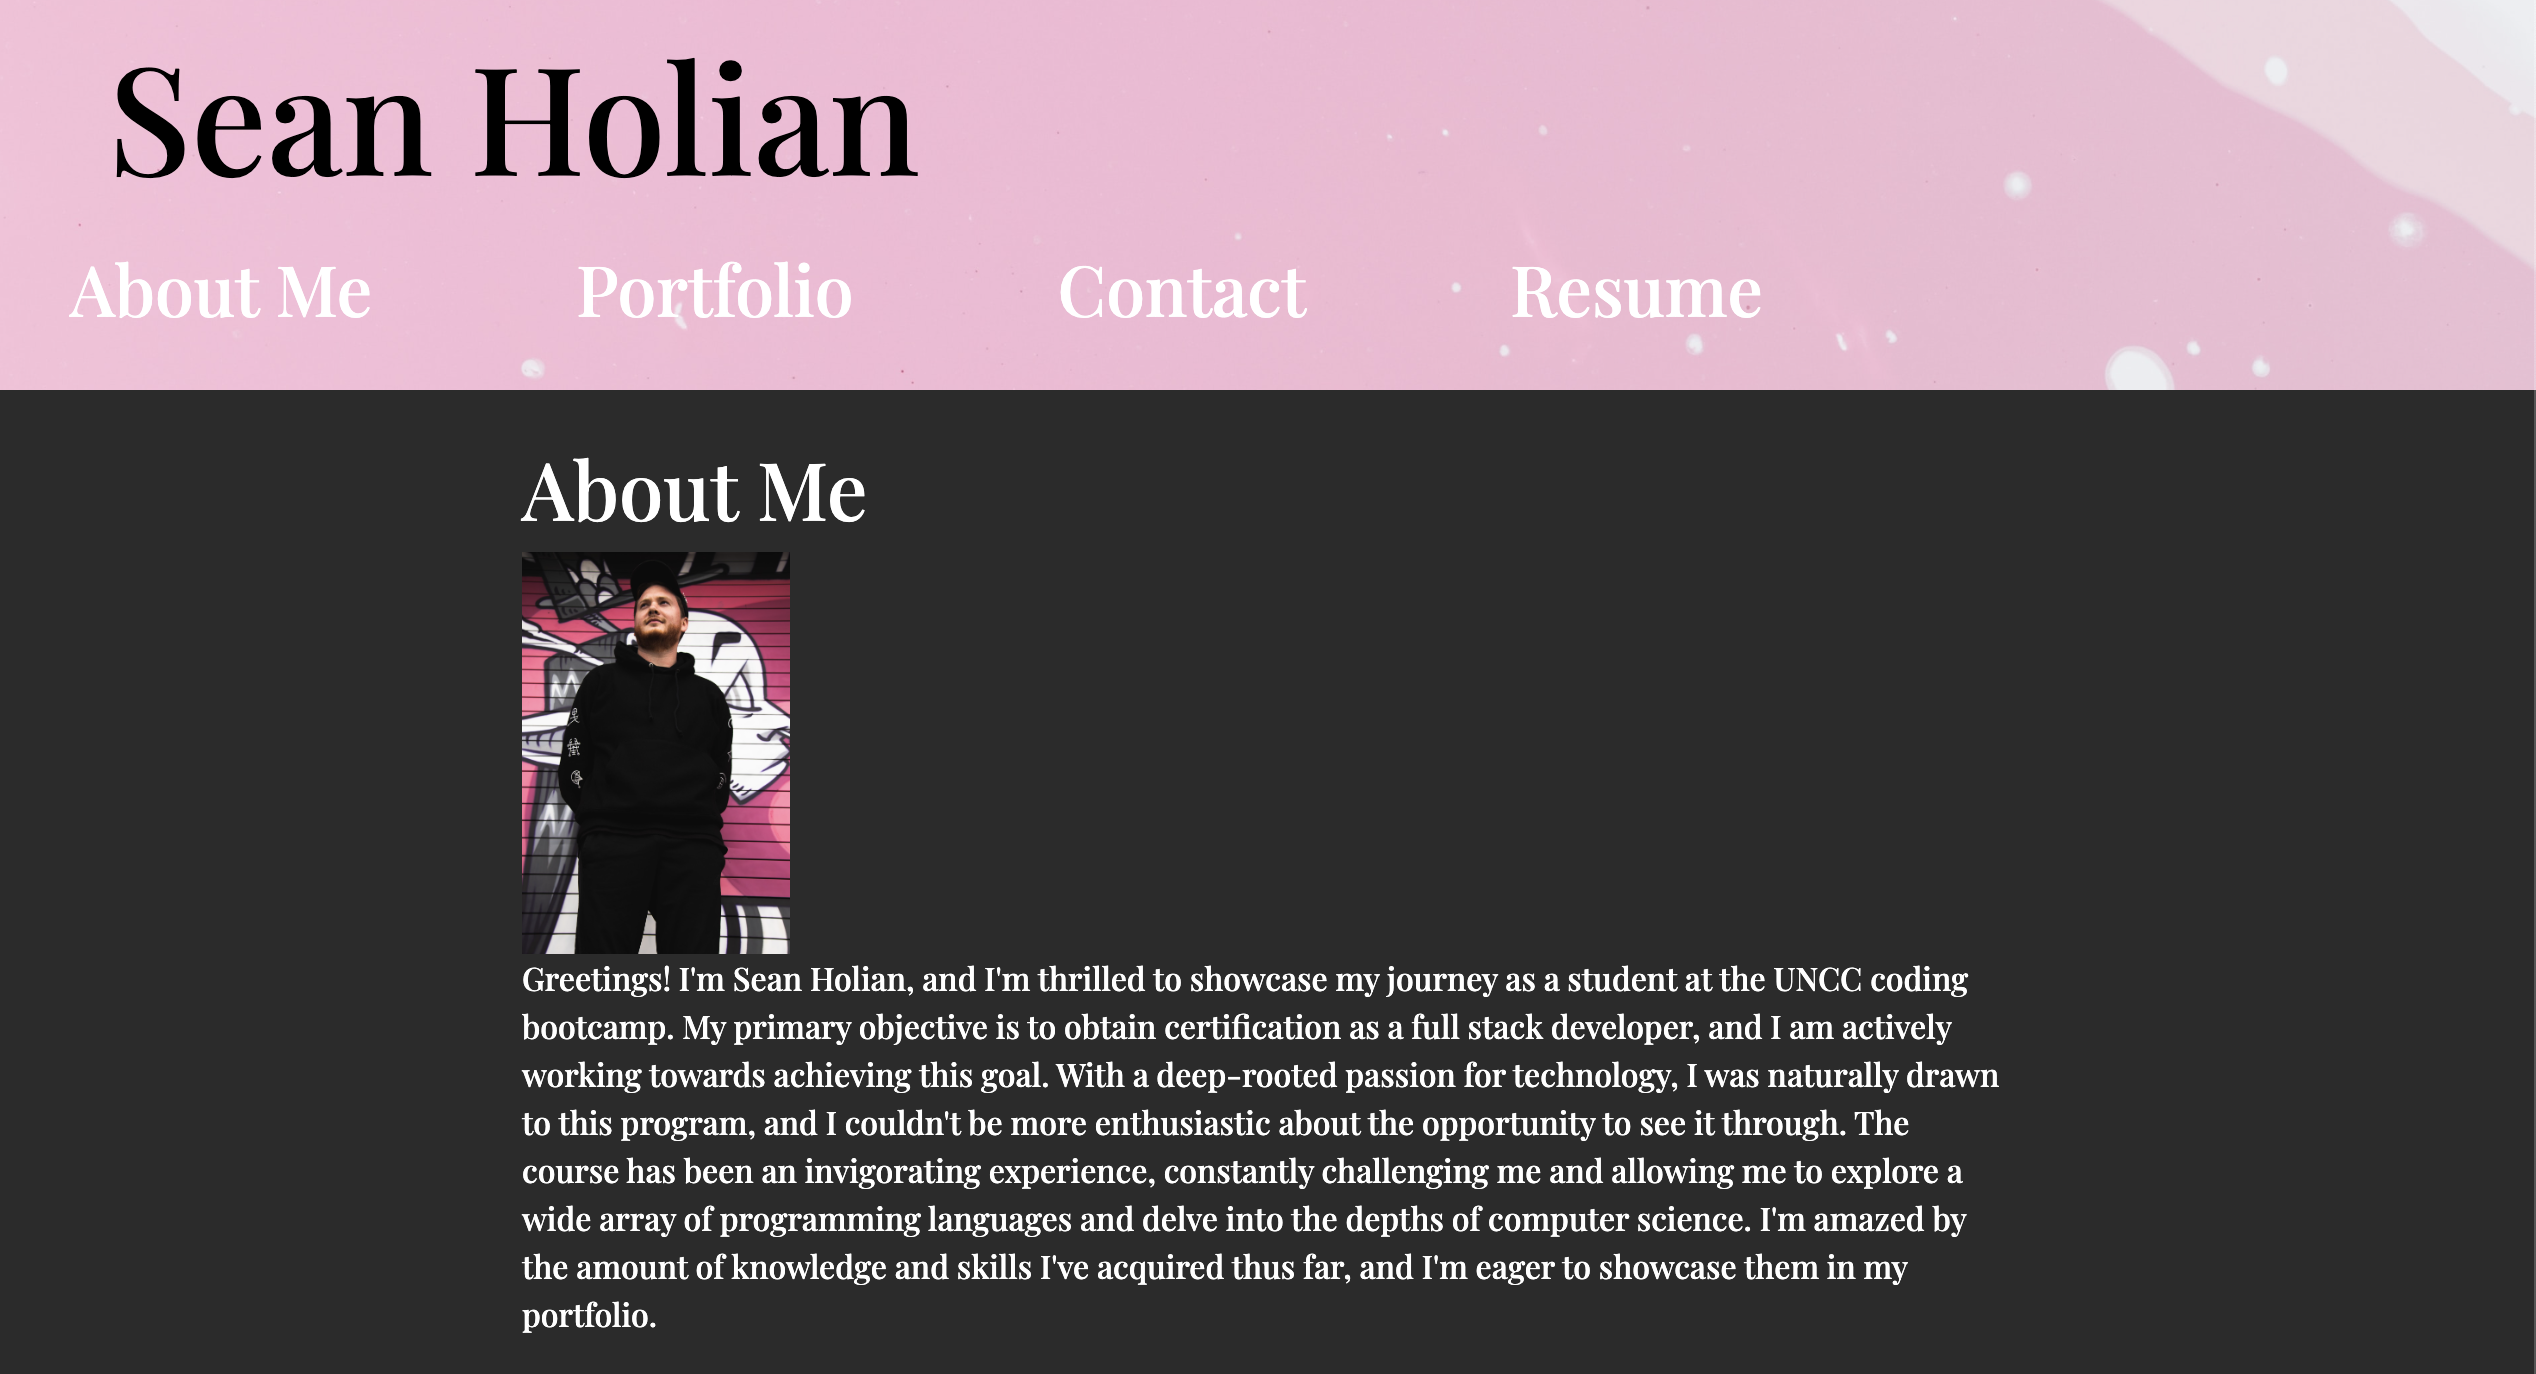 Sean Holian
About Me Portfolio Contact Resume
About Me
Greetings! I'm Sean Holian, and I'm thrilled to showcase my journey as a student at the UNCC coding
bootcamp. My primary objective is to obtain certification as a full stack developer, and I am actively
working towards achieving this goal. With a deep-rooted passion for technology, I was naturally drawn
to this program, and I couldn't be more enthusiastic about the opportunity to see it through. The
course has been an invigorating experience, constantly challenging me and allowing me to explore a
wide array of programming languages and delve into the depths of computer science. I'm amazed by
the amount of knowledge and skills I've acquired thus far, and I'm eager to showcase them in my
portfolio.